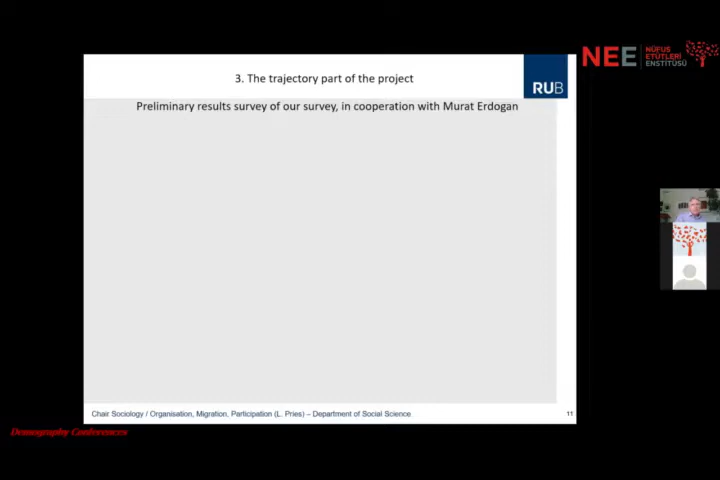 3. The trajectory part of the project
RUB
NEE
NÜFUS
ETÜTLERİ
ENSTİTÜSÜ
Preliminary results survey of our survey, in cooperation with Murat Erdogan
Chair Sociology / Organisation, Migration, Participation (L. Pries) – Department of Social Science
11
Demography Conferences